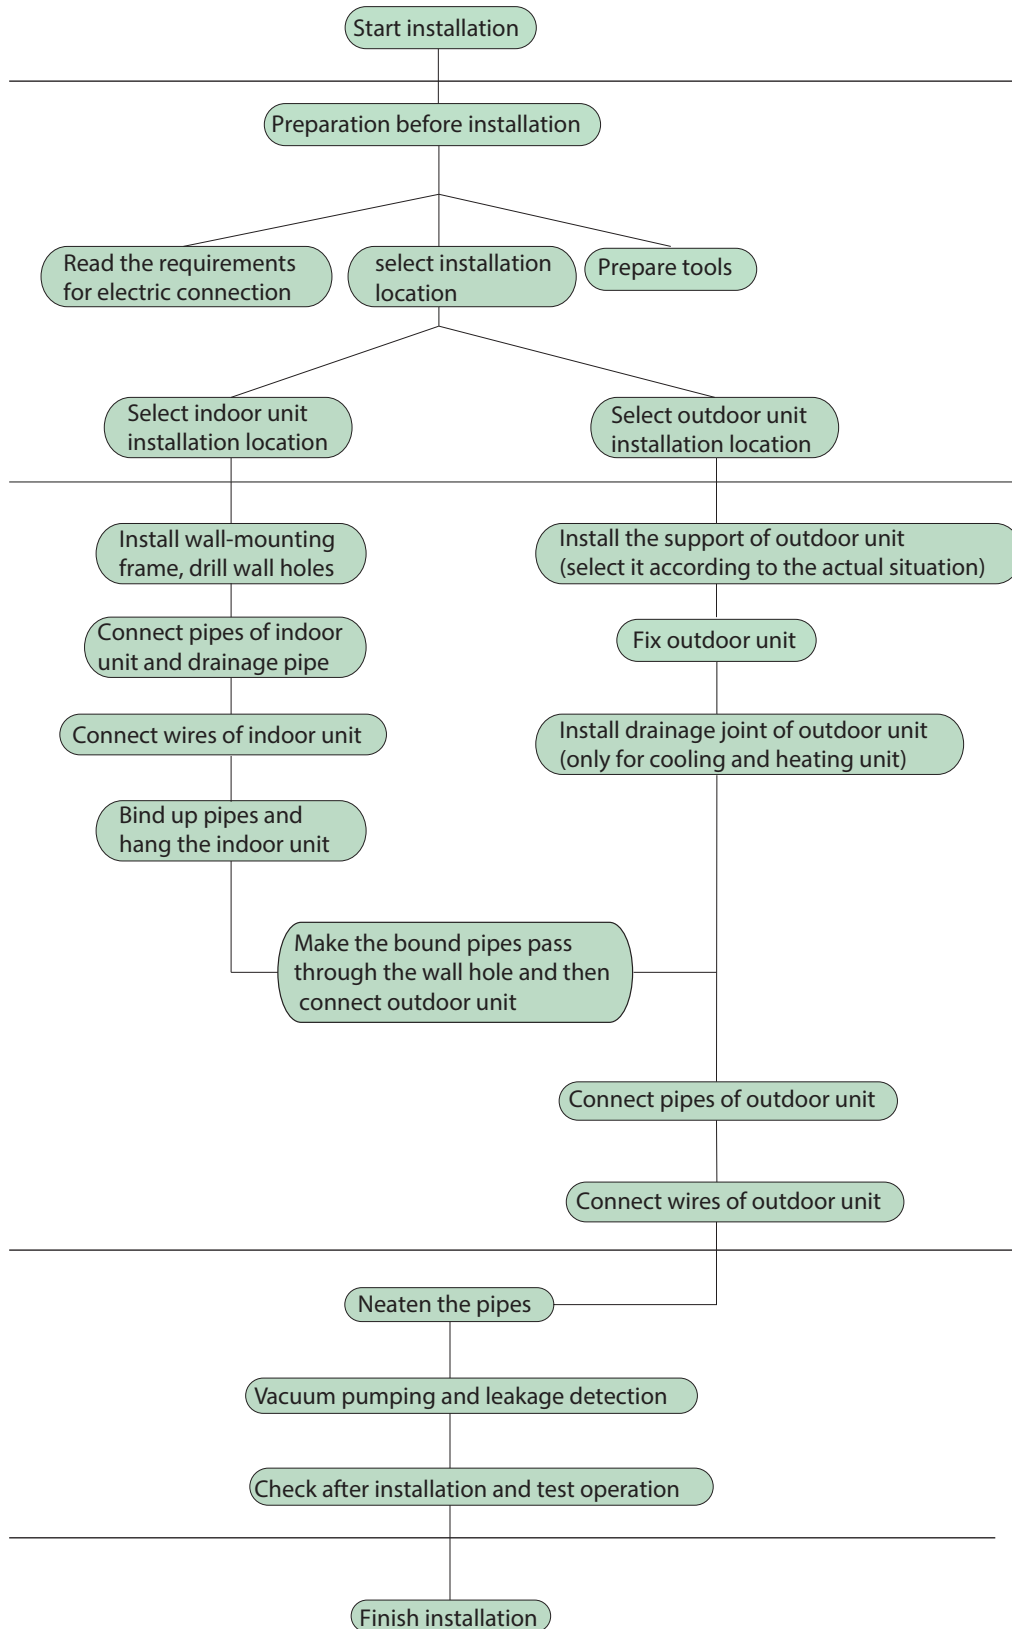 Start installation
Preparation before installation
Read the requirements
for electric connection
select installation
location
Prepare tools
Select indoor unit
installation location
Select outdoor unit
installation location
Install wall-mounting
frame, drill wall holes
Install the support of outdoor unit
(select it according to the actual situation)
Connect pipes of indoor
unit and drainage pipe
Fix outdoor unit
Connect wires of indoor unit
Install drainage joint of outdoor unit
(only for cooling and heating unit)
Bind up pipes and
hang the indoor unit
Make the bound pipes pass
through the wall hole and then
connect outdoor unit
Connect pipes of outdoor unit
Connect wires of outdoor unit
Neaten the pipes
Vacuum pumping and leakage detection
Check after installation and test operation
Finish installation